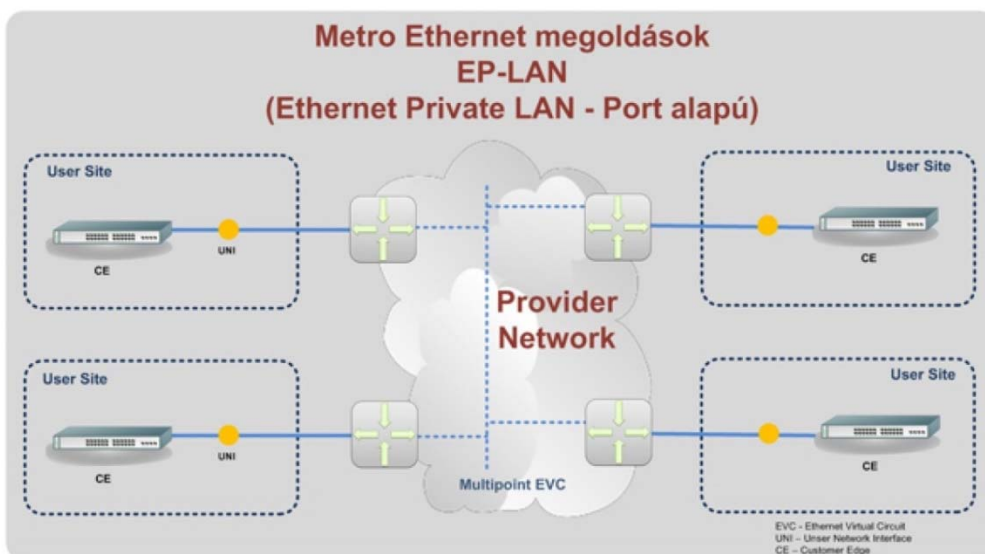 Metro Ethernet megoldások
EP-LAN
(Ethernet Private LAN - Port alapú)
User Site
CE
UNI
User Site
CE
Provider
Network
User Site
CE
UNI
User Site
CE
Multipoint EVC
EVC - Ethernet Virtual Circuit
UNI – Unser Network Interface
CE – Customer Edge